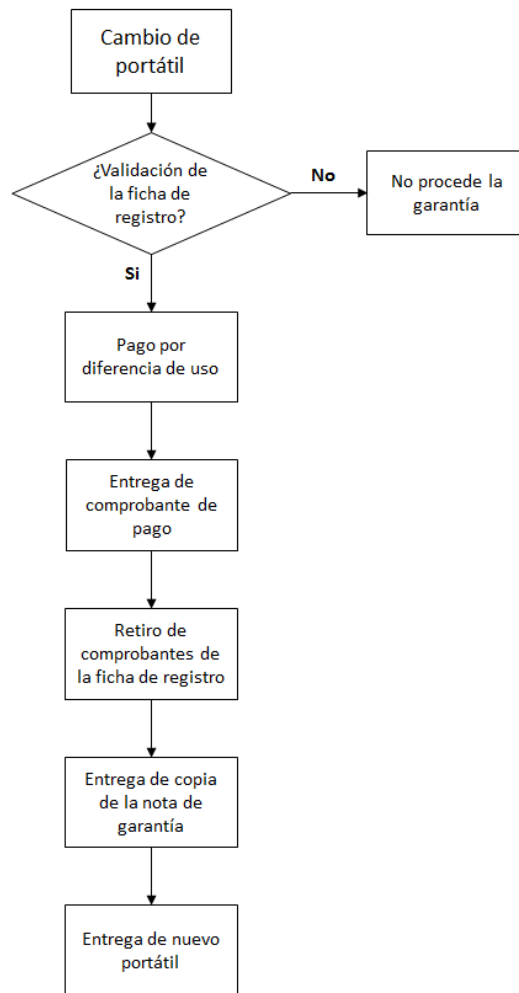 Cambio de
portátil
¿Validación de
la ficha de
registro?
No
No procede la
garantía
Si
Pago por
diferencia de uso
Entrega de
comprobante de
pago
Retiro de
comprobantes de
la ficha de registro
Entrega de copia
de la nota de
garantía
Entrega de nuevo
portátil